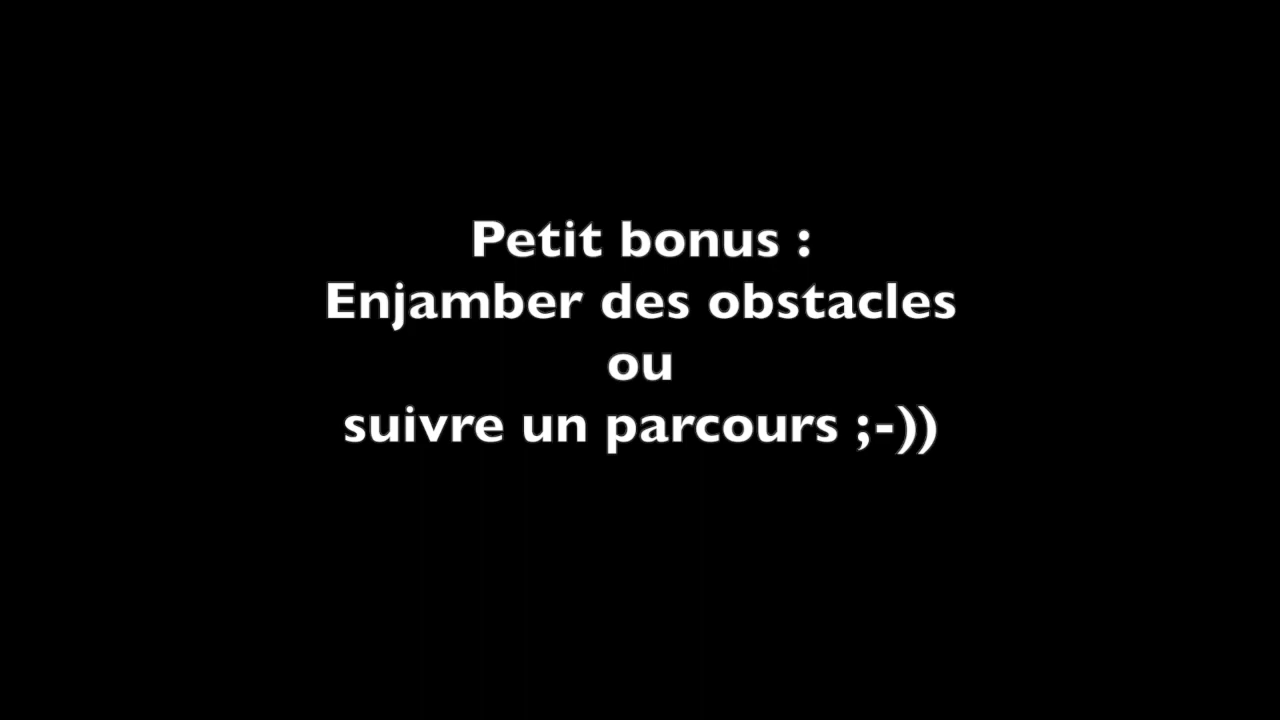 Petit bonus :
Enjamber des obstacles
ou
suivre un parcours ;-))